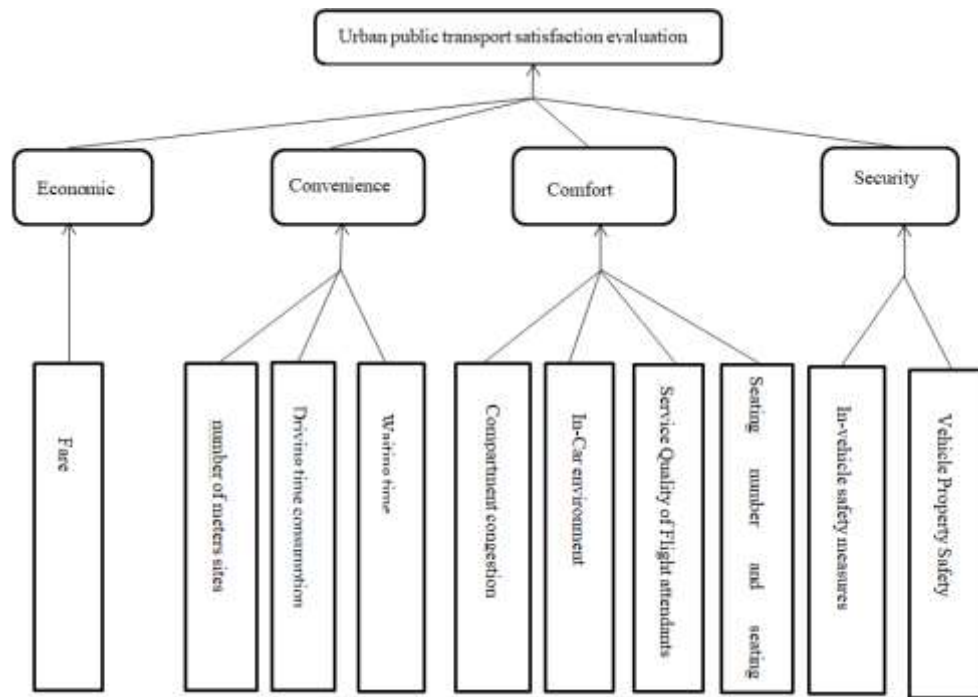 Urban public transport satisfaction evaluation
Economic
Convenience
Comfort
Security
Fare
number of meters sites
Driving time consumption
Waiting time
Compartment congestion
In-Car environment
Service Quality of Flight attendants
Seating number and seating
In-vehicle safety measures
Vehicle Property Safety